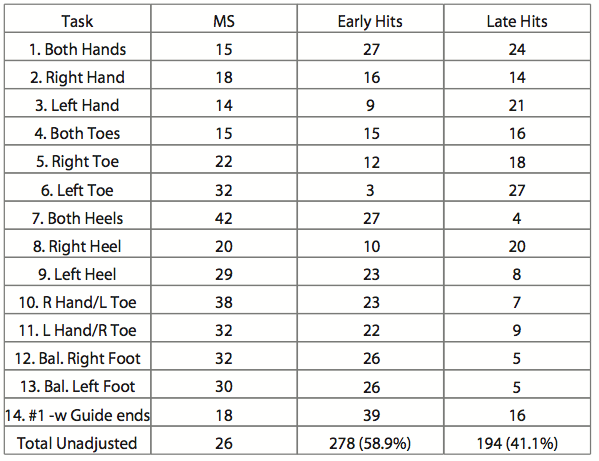 Task MS Early Hits Late Hits
1. Both Hands 15 27 24
2. Right Hand 18 16 14
3. Left Hand 14 9 21
4. Both Toes 15 15 16
5. Right Toe 22 12 18
6. Left Toe 32 3 27
7. Both Heels 42 27 4
8. Right Heel 20 10 20
9. Left Heel 29 23 8
10. R Hand/L Toe 38 23 7
11. L Hand/R Toe 32 22 9
12. Bal. Right Foot 32 26 5
13. Bal. Left Foot 30 26 5
14. #1 -w Guide ends 18 39 16
Total Unadjusted 26 278 (58.9%) 194 (41.1%)